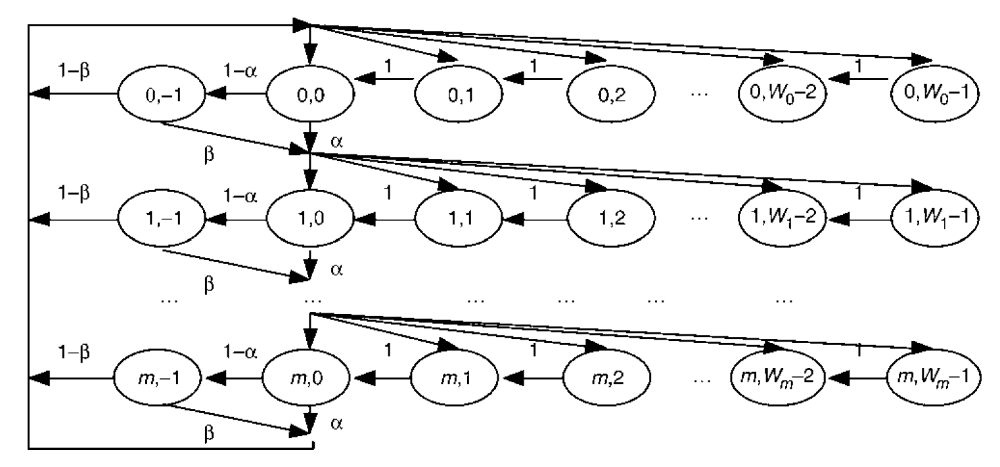 1–β 1–α 1 1 1
0,–1 0,0 0,1 0,2 ... 0,W₀–2 0,W₀–1
β α
1–β 1–α 1 1 1
1,–1 1,0 1,1 1,2 ... 1,W₁–2 1,W₁–1
β α
... ... ... ... ... ...
1–β 1–α 1 1 1
m,–1 m,0 m,1 m,2 ... m,Wₘ–2 m,Wₘ–1
β α